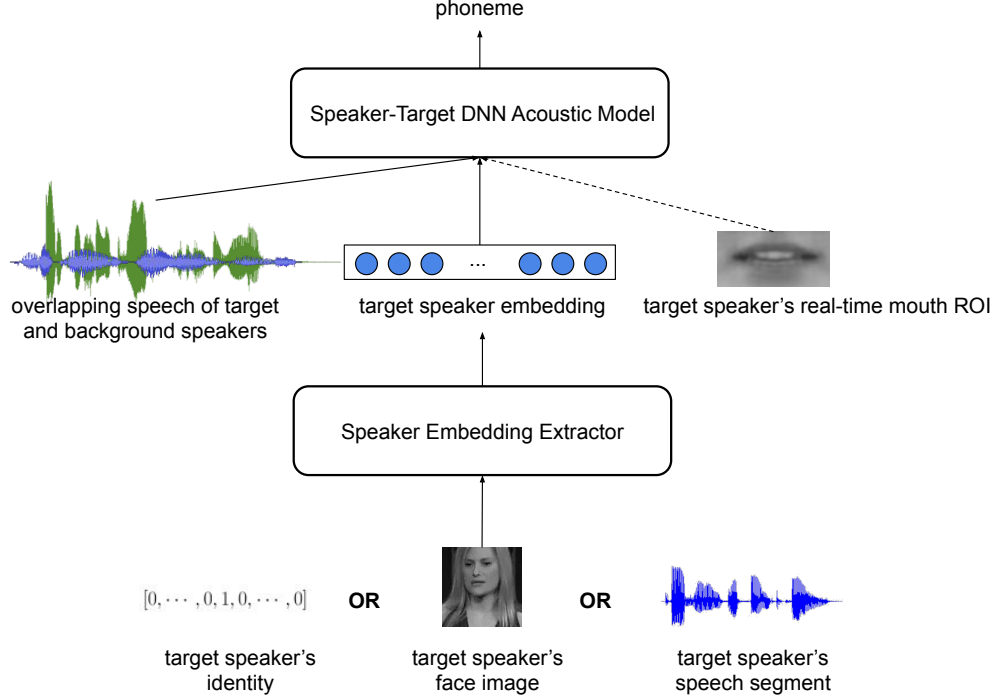 phoneme
Speaker-Target DNN Acoustic Model
...
overlapping speech of target
and background speakers
target speaker embedding
target speaker's real-time mouth ROI
Speaker Embedding Extractor
[0, ⋯ , 0, 1, 0, ⋯ , 0]
OR
OR
target speaker's
identity
target speaker's
face image
target speaker's
speech segment